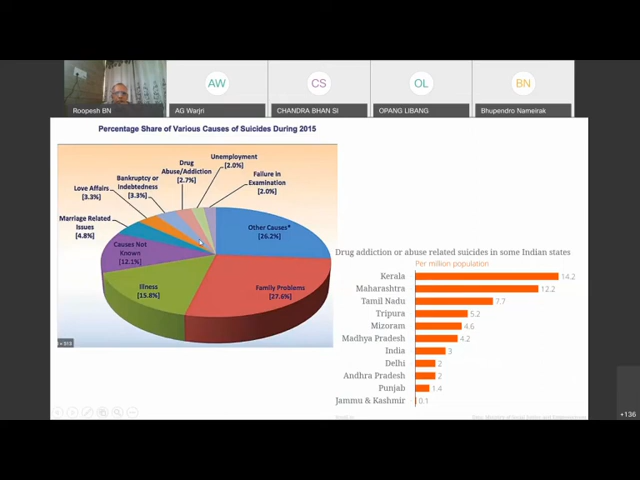 AW
CS
OL
BN
Roopesh BN
AG Warjri
CHANDRA BHAN SI
OPANG LIBANG
Bhupendro Nameirak
Percentage Share of Various Causes of Suicides During 2015
Unemployment
[2.0%]
Drug
Abuse/Addiction
[2.7%]
Failure in
Examination
[2.0%]
Bankruptcy or
Indebtedness
[3.3%]
Love Affairs
[3.3%]
Marriage Related
Issues
[4.8%]
Other Causes*
[26.2%]
Causes Not
Known
[12.1%]
Illness
[15.8%]
Family Problems
[27.6%]
Drug addiction or abuse related suicides in some Indian states
Per million population
Kerala 14.2
Maharashtra 12.2
Tamil Nadu 7.7
Tripura 5.2
Mizoram 4.6
Madhya Pradesh 4.2
India 3
Delhi 2
Andhra Pradesh 2
Punjab 1.4
Jammu & Kashmir 0.1
+136